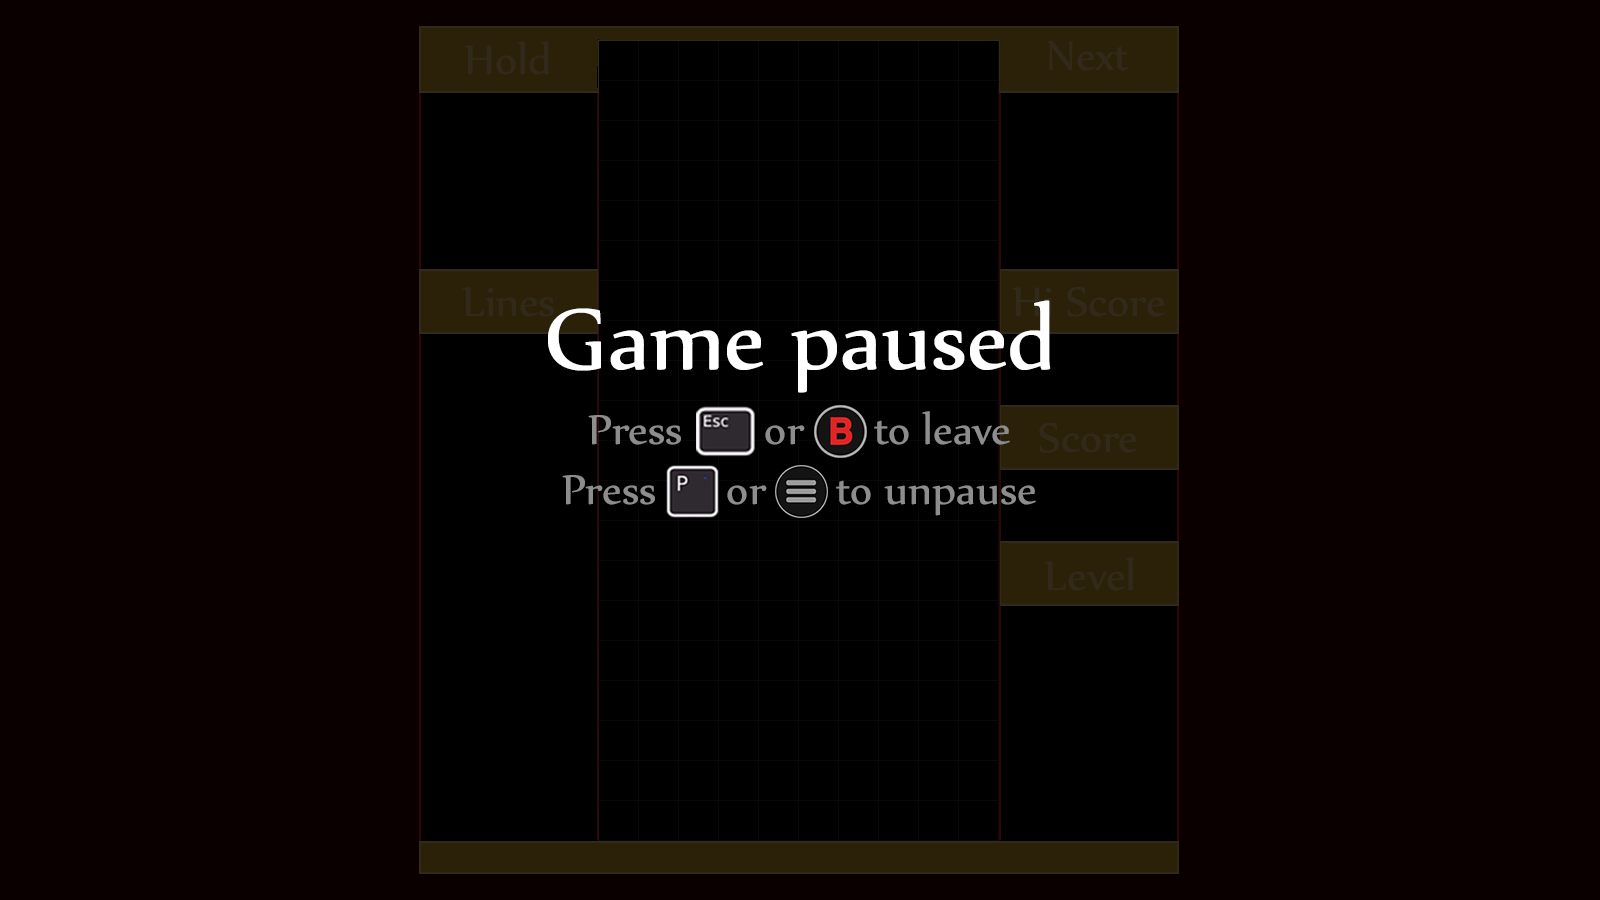 Hold
Next
Lines
Hi Score
Game paused
Press Esc or B to leave
Score
Press P or to unpause
Level